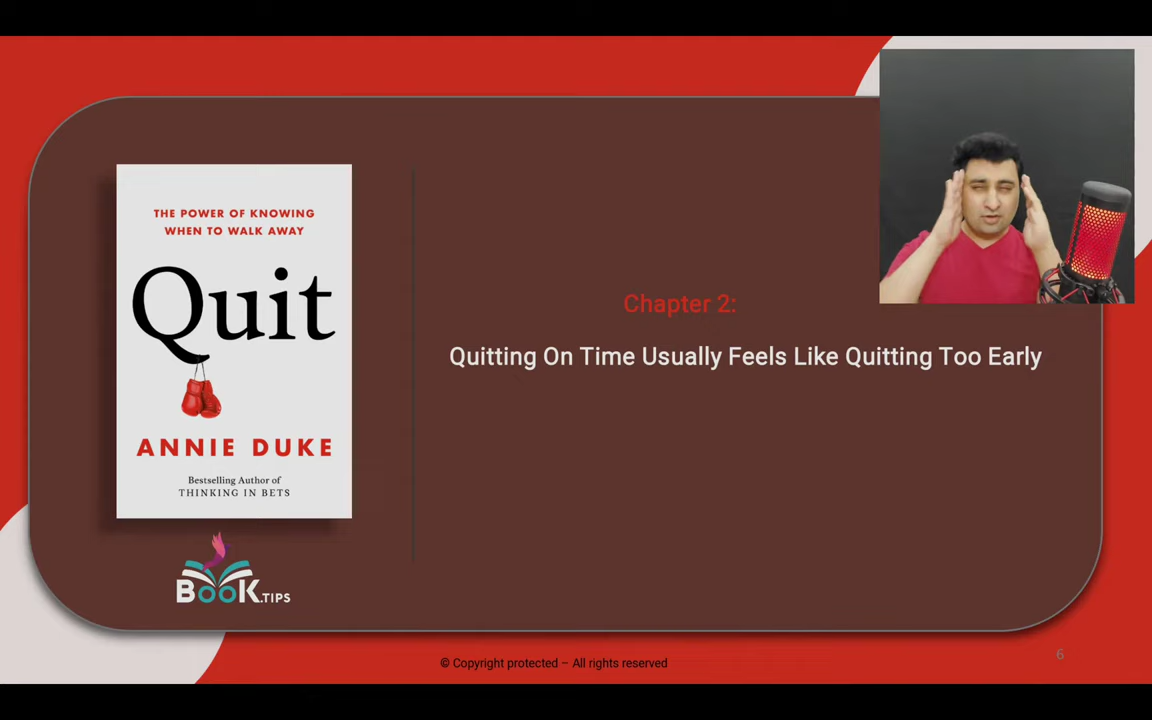 THE POWER OF KNOWING
WHEN TO WALK AWAY
Quit
ANNIE DUKE
Bestselling Author of
THINKING IN BETS
BooK.TIPS
Chapter 2:
Quitting On Time Usually Feels Like Quitting Too Early
© Copyright protected – All rights reserved
6